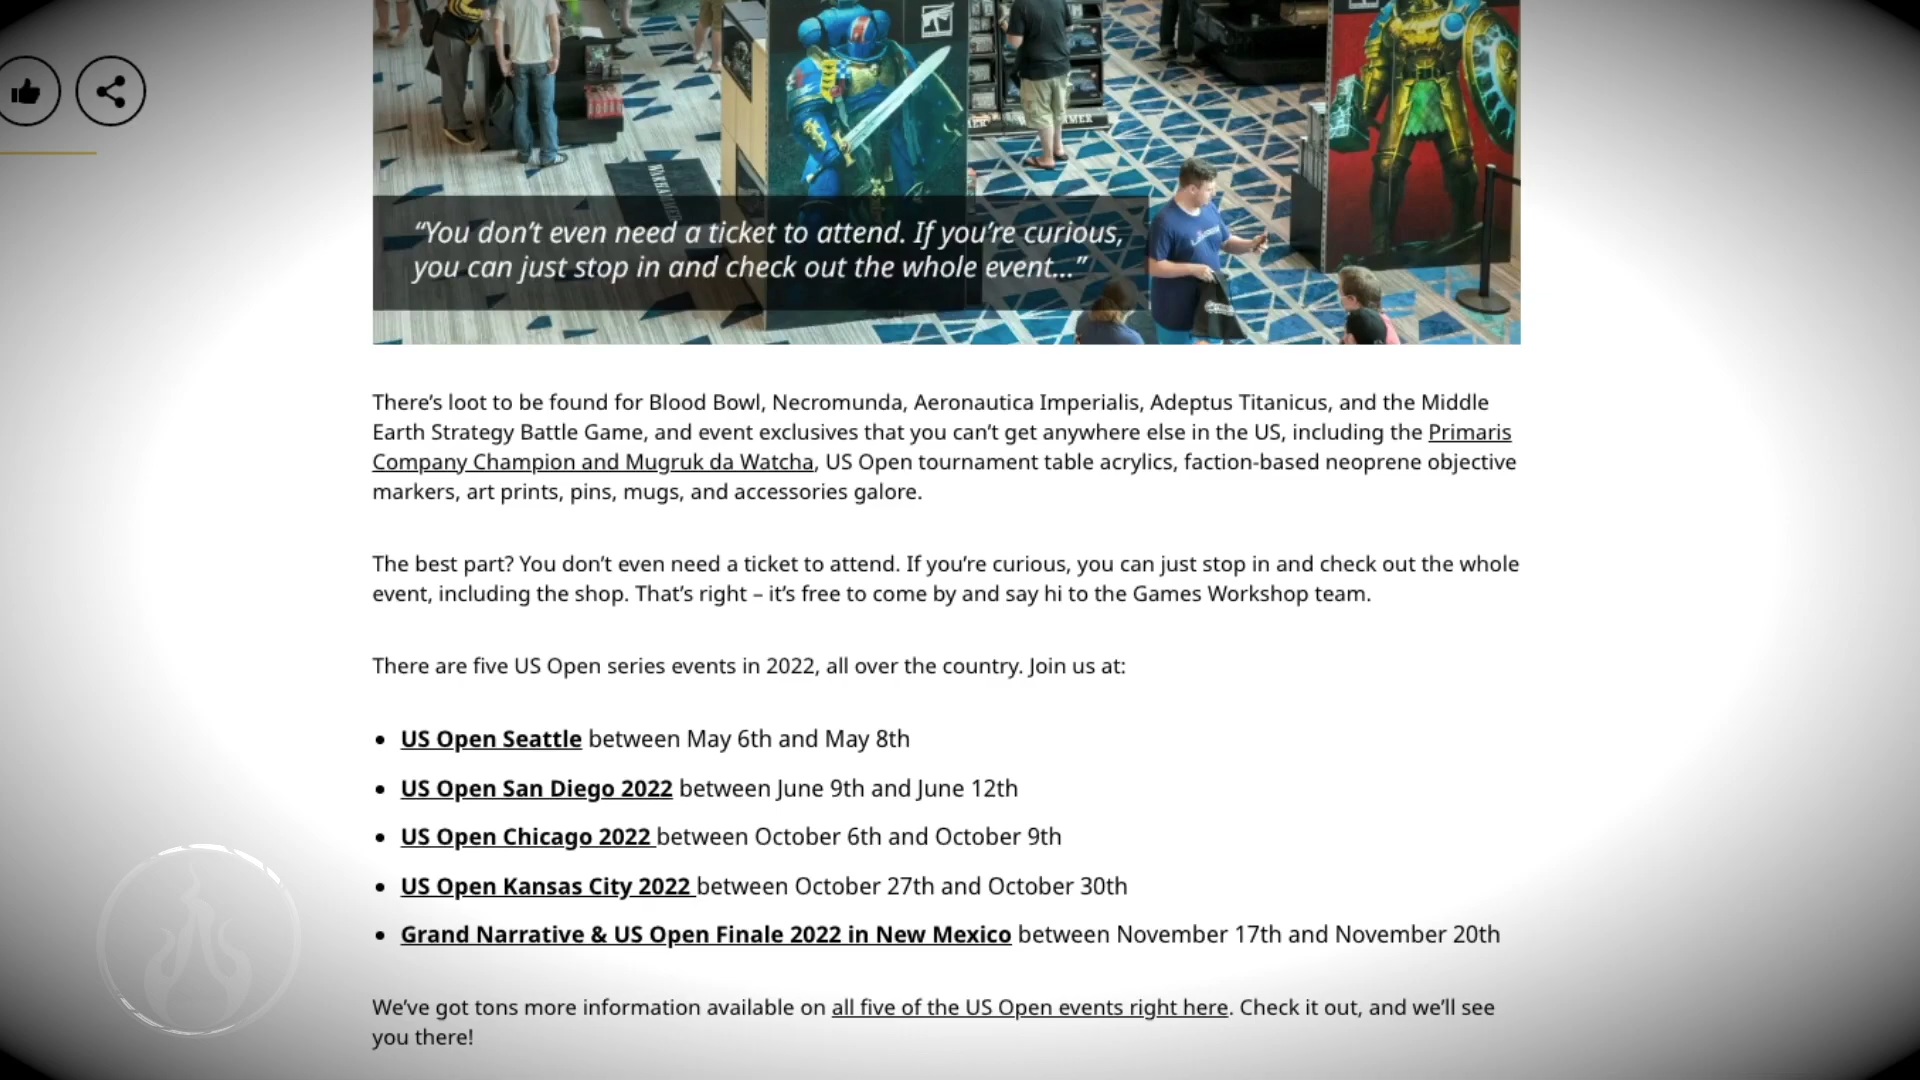 “You don’t even need a ticket to attend. If you’re curious,
you can just stop in and check out the whole event...”
There’s loot to be found for Blood Bowl, Necromunda, Aeronautica Imperialis, Adeptus Titanicus, and the Middle
Earth Strategy Battle Game, and event exclusives that you can’t get anywhere else in the US, including the Primaris
Company Champion and Mugruk da Watcha, US Open tournament table acrylics, faction-based neoprene objective
markers, art prints, pins, mugs, and accessories galore.
The best part? You don’t even need a ticket to attend. If you’re curious, you can just stop in and check out the whole
event, including the shop. That’s right – it’s free to come by and say hi to the Games Workshop team.
There are five US Open series events in 2022, all over the country. Join us at:
• US Open Seattle between May 6th and May 8th
• US Open San Diego 2022 between June 9th and June 12th
• US Open Chicago 2022 between October 6th and October 9th
• US Open Kansas City 2022 between October 27th and October 30th
• Grand Narrative & US Open Finale 2022 in New Mexico between November 17th and November 20th
We’ve got tons more information available on all five of the US Open events right here. Check it out, and we’ll see
you there!